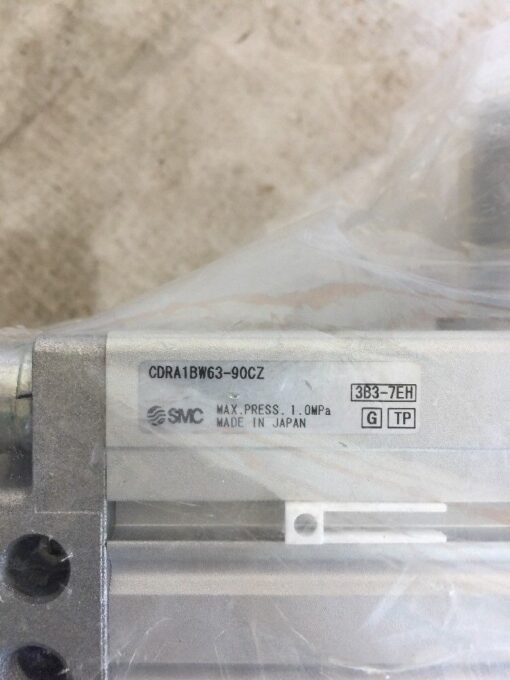 CDRA1BW63-90CZ
3B3-7EH
SMC MAX.PRESS. 1.0MPa
MADE IN JAPAN
G TP